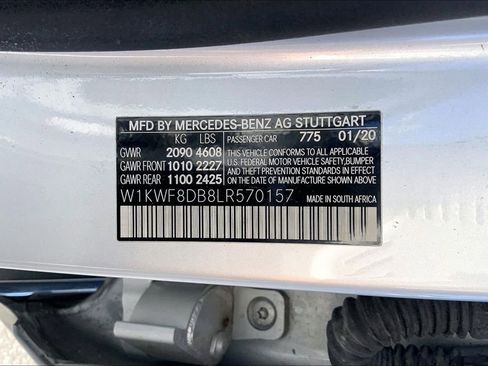 MFD BY MERCEDES-BENZ AG STUTTGART
KG LBS PASSENGER CAR 775 01/20
GVWR 2090 4608
GAWR FRONT 1010 2227
GAWR REAR 1100 2425
THIS VEHICLE CONFORMS TO ALL APPLICABLE
U.S. FEDERAL MOTOR VEHICLE SAFETY, BUMPER
AND THEFT PREVENTION STANDARDS IN EFFECT
ON THE DATE OF MANUFACTURE SHOWN ABOVE.
W1KWF8DB8LR570157
MADE IN SOUTH AFRICA